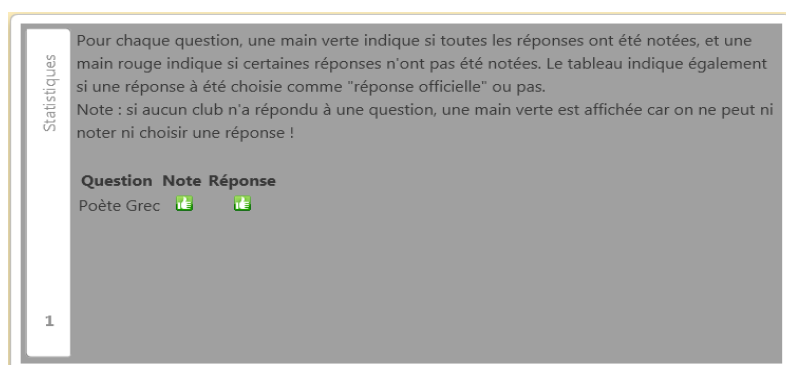 Statistiques
1
Pour chaque question, une main verte indique si toutes les réponses ont été notées, et une
main rouge indique si certaines réponses n'ont pas été notées. Le tableau indique également
si une réponse à été choisie comme "réponse officielle" ou pas.
Note : si aucun club n'a répondu à une question, une main verte est affichée car on ne peut ni
noter ni choisir une réponse !
Question Note Réponse
Poète Grec